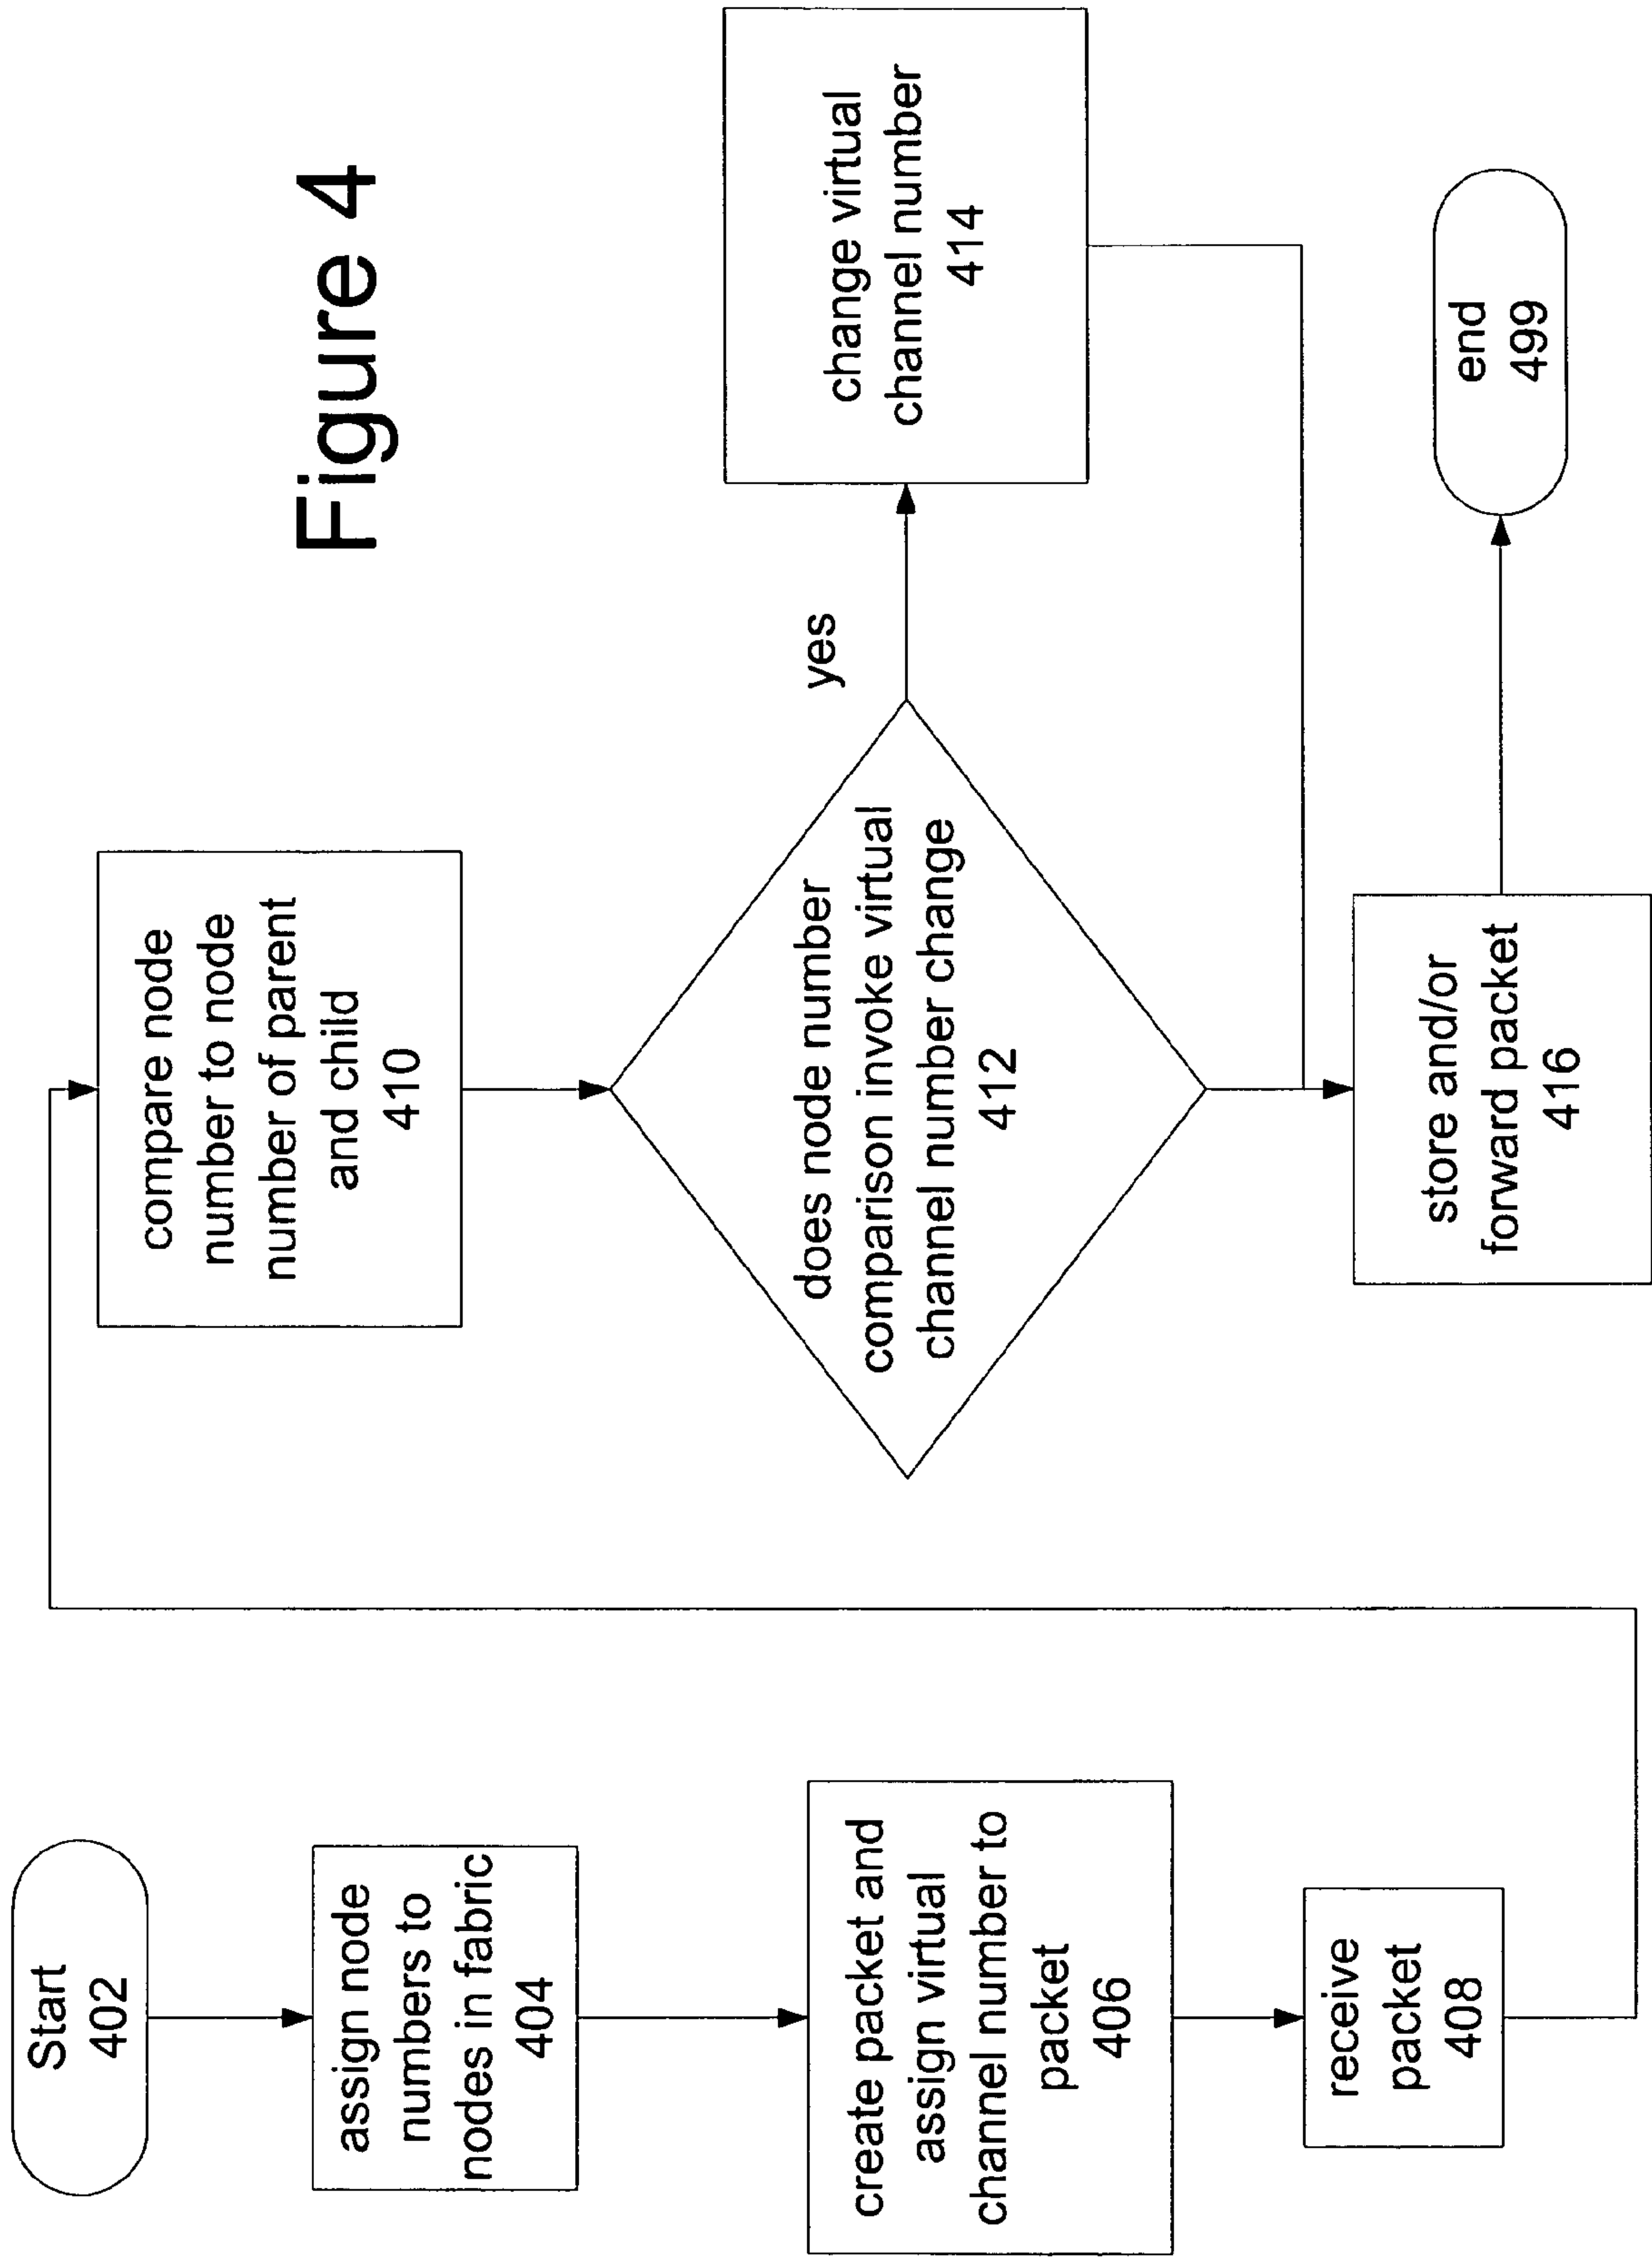 Figure 4
Start
402
assign node
numbers to
nodes in fabric
404
create packet and
assign virtual
channel number to
packet
406
receive
packet
408
compare node
number to node
number of parent
and child
410
does node number
comparison invoke virtual
channel number change
412
yes
change virtual
channel number
414
store and/or
forward packet
416
end
499